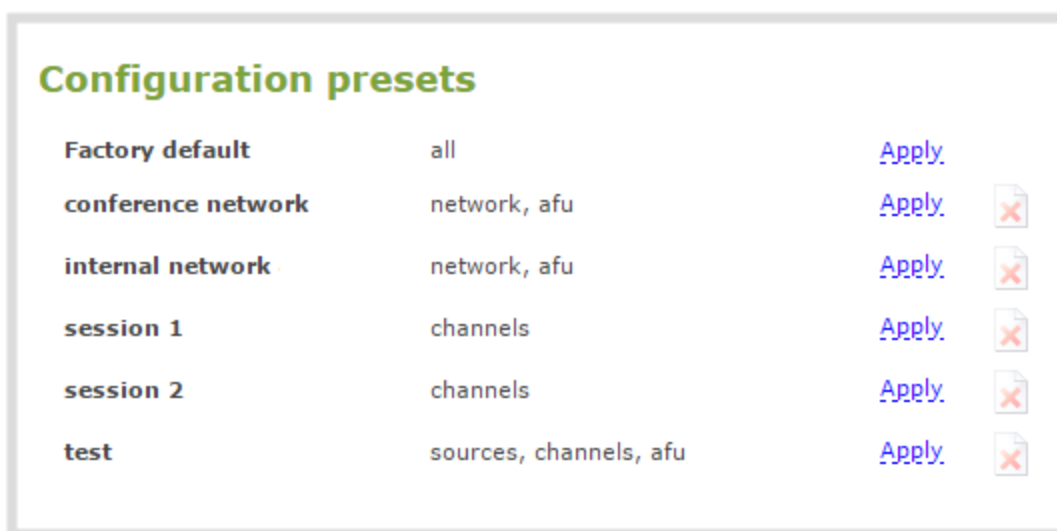 Configuration presets
Factory default all Apply
conference network network, afu Apply
internal network network, afu Apply
session 1 channels Apply
session 2 channels Apply
test sources, channels, afu Apply